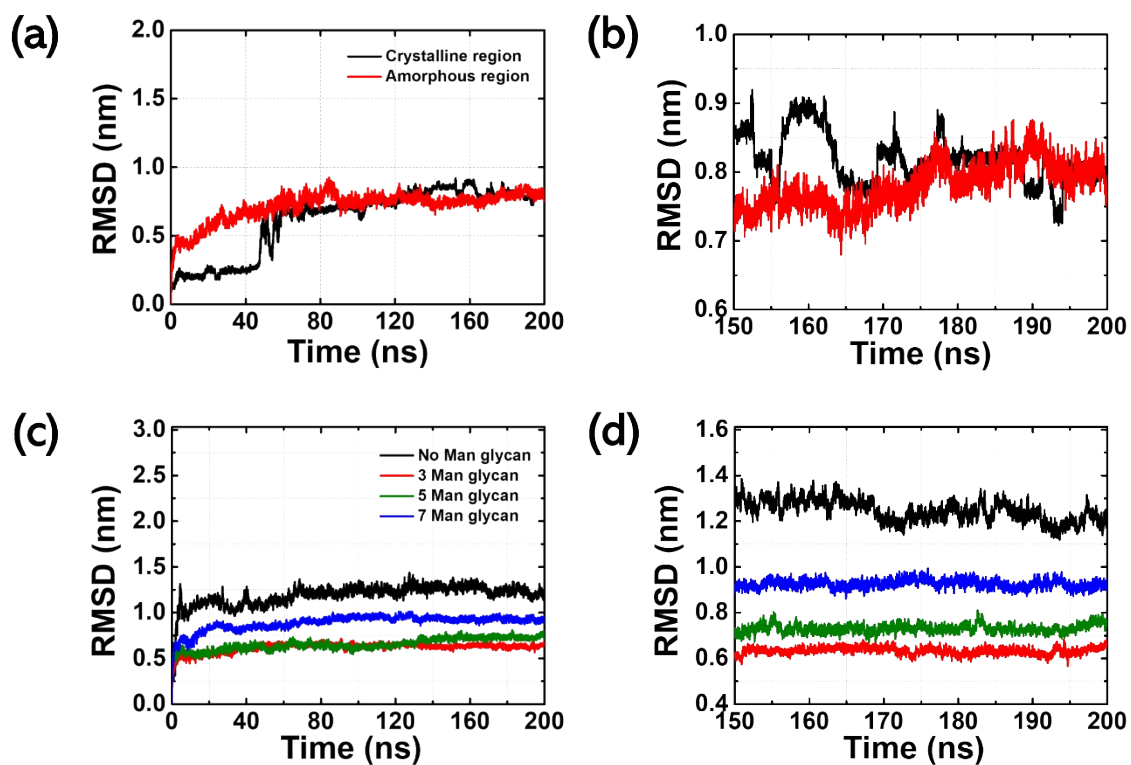 (a)
RMSD (nm)
2.0
1.5
1.0
0.5
0.0
Crystalline region
Amorphous region
0 40 80 120 160 200
Time (ns)
(b)
RMSD (nm)
1.0
0.9
0.8
0.7
0.6
150 160 170 180 190 200
Time (ns)
(c)
RMSD (nm)
3.0
2.5
2.0
1.5
1.0
0.5
0.0
No Man glycan
3 Man glycan
5 Man glycan
7 Man glycan
0 40 80 120 160 200
Time (ns)
(d)
RMSD (nm)
1.6
1.4
1.2
1.0
0.8
0.6
0.4
150 160 170 180 190 200
Time (ns)